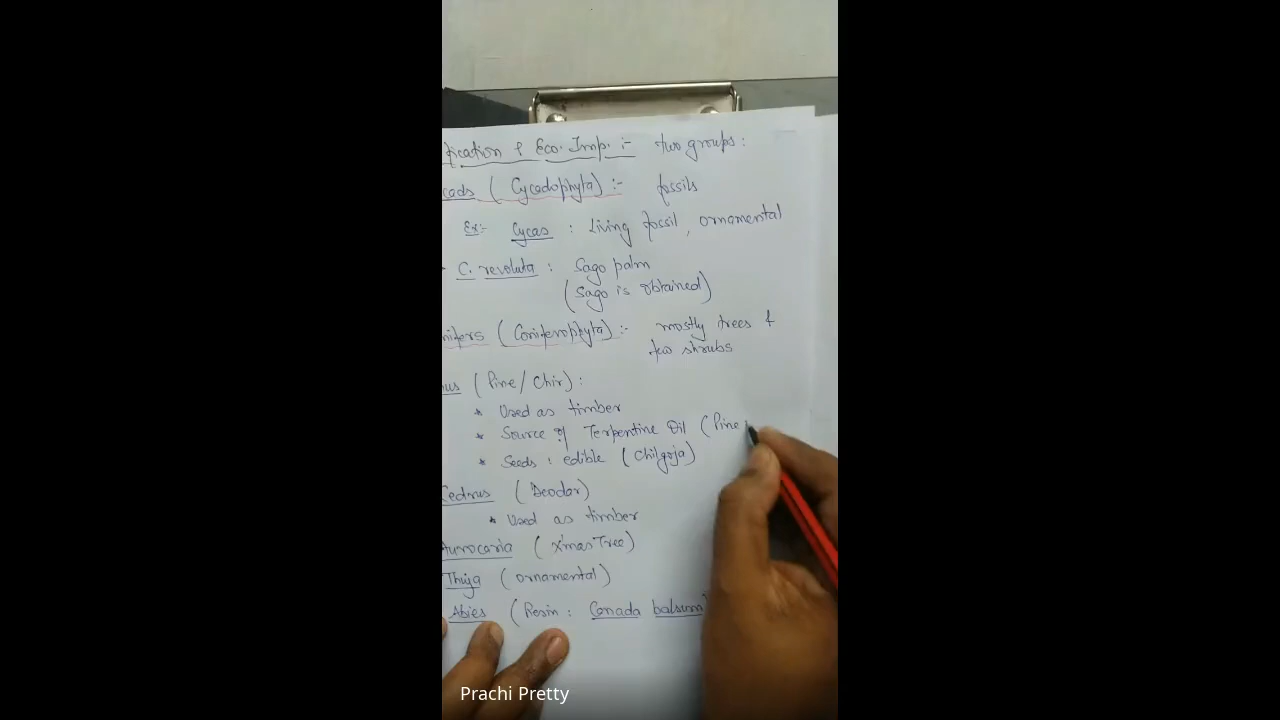 fication & Eco. Imp. :- two groups:
cads (Cycadophyta) :- fossils
Ex:- Cycas : Living fossil, ornamental
C. revoluta : Sago palm
(Sago is obtained)
nifers (Coniferophyta) :- mostly trees &
few shrubs
nus (Pine/Chir) :
* Used as timber
* Source of Terpentine Oil (Pine
* Seeds : edible (Chilgoja)
Cedrus (Deodar)
* Used as timber
Aurocaria (X'mas Tree)
Thuja (ornamental)
Abies (Resin : Canada balsum)
Prachi Pretty